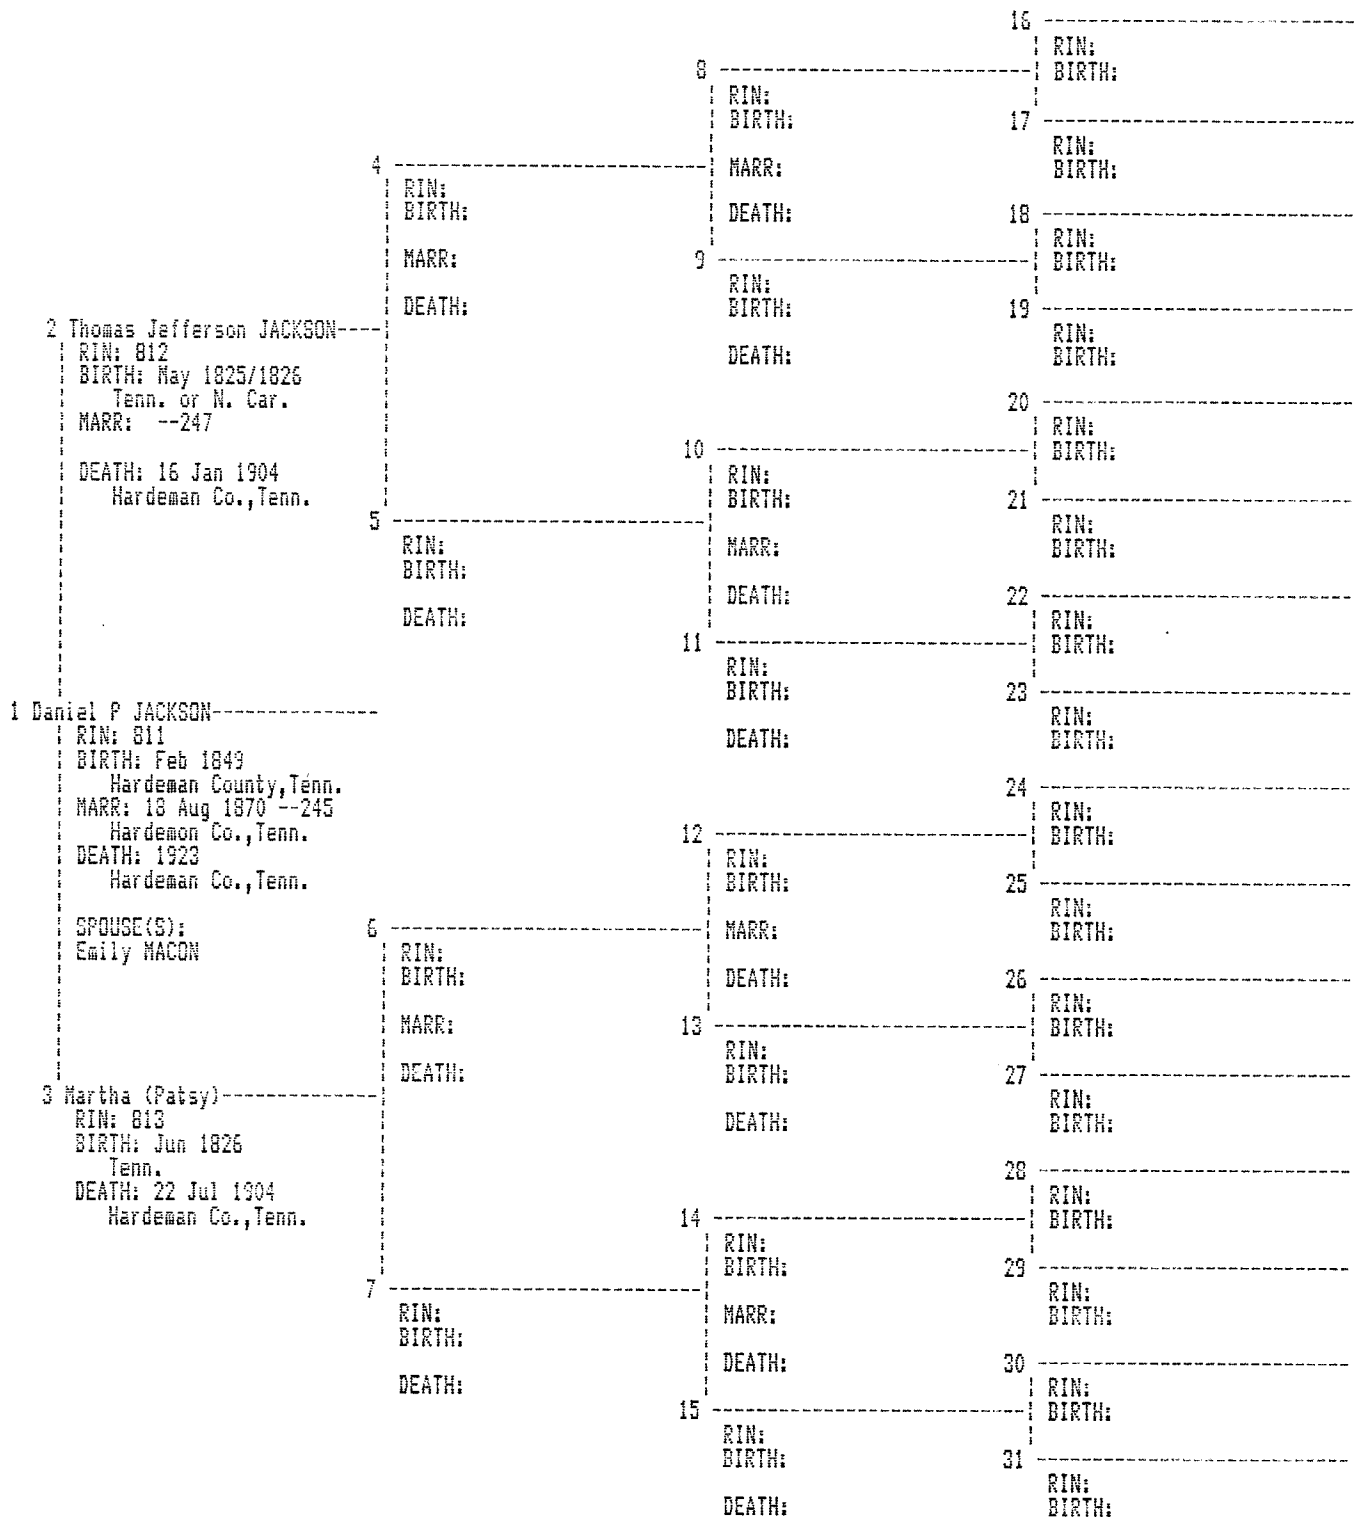 16
RIN:
BIRTH:
8
RIN:
BIRTH:
MARR:
DEATH:
17
RIN:
BIRTH:
4
RIN:
BIRTH:
MARR:
DEATH:
18
RIN:
BIRTH:
9
RIN:
BIRTH:
DEATH:
19
RIN:
BIRTH:
2 Thomas Jefferson JACKSON
RIN: 812
BIRTH: May 1825/1826
Tenn. or N. Car.
MARR: --247
DEATH: 16 Jan 1904
Hardeman Co.,Tenn.
20
RIN:
BIRTH:
10
RIN:
BIRTH:
MARR:
DEATH:
21
RIN:
BIRTH:
5
RIN:
BIRTH:
DEATH:
22
RIN:
BIRTH:
11
RIN:
BIRTH:
DEATH:
23
RIN:
BIRTH:
1 Daniel P JACKSON
RIN: 811
BIRTH: Feb 1849
Hardeman County,Tenn.
MARR: 18 Aug 1870 --245
Hardemon Co.,Tenn.
DEATH: 1923
Hardeman Co.,Tenn.
SPOUSE(S):
Emily MACON
24
RIN:
BIRTH:
12
RIN:
BIRTH:
MARR:
DEATH:
25
RIN:
BIRTH:
6
RIN:
BIRTH:
MARR:
DEATH:
26
RIN:
BIRTH:
13
RIN:
BIRTH:
DEATH:
27
RIN:
BIRTH:
3 Martha (Patsy)
RIN: 813
BIRTH: Jun 1826
Tenn.
DEATH: 22 Jul 1904
Hardeman Co.,Tenn.
28
RIN:
BIRTH:
14
RIN:
BIRTH:
MARR:
DEATH:
29
RIN:
BIRTH:
7
RIN:
BIRTH:
DEATH:
30
RIN:
BIRTH:
15
RIN:
BIRTH:
DEATH:
31
RIN:
BIRTH: